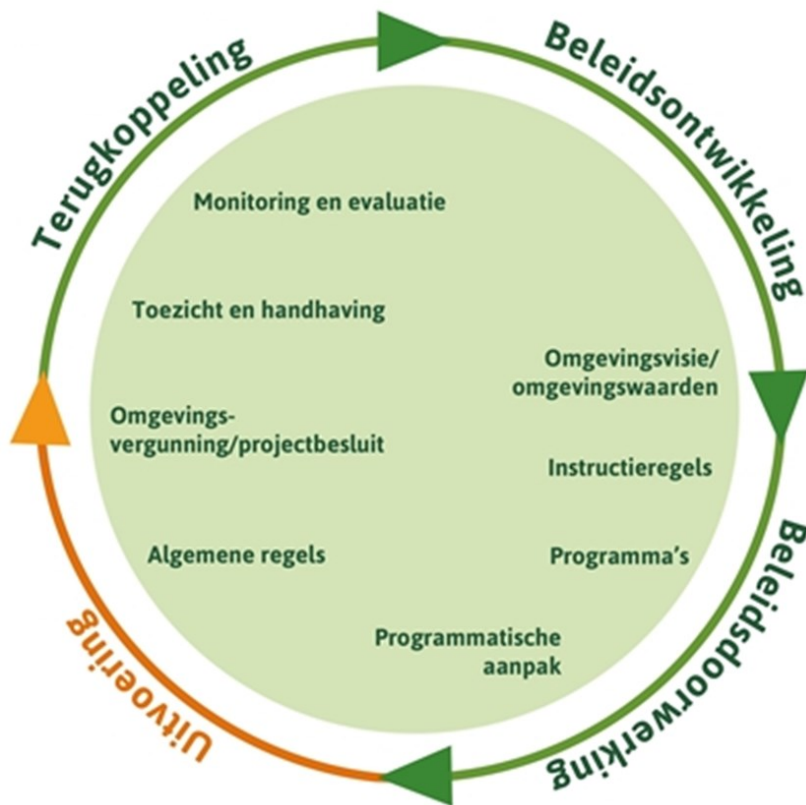 Terugkoppeling
Beleidsontwikkeling
Monitoring en evaluatie
Toezicht en handhaving
Omgevingsvisie/
omgevingswaarden
Omgevings-
vergunning/projectbesluit
Instructieregels
Algemene regels
Programma's
Programmatische
aanpak
Uitvoering
Beleidsdoorwerking